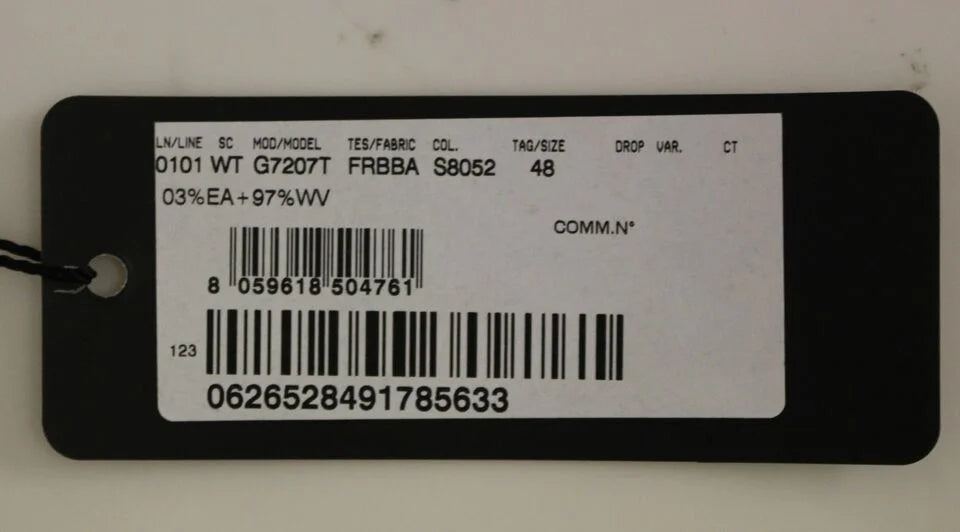 LN/LINE SC MOD/MODEL TES/FABRIC COL. TAG/SIZE DROP VAR. CT
0101 WT G7207T FRBBA S8052 48
03%EA+97%WV
COMM.N°
8 059618 504761
123
0626528491785633